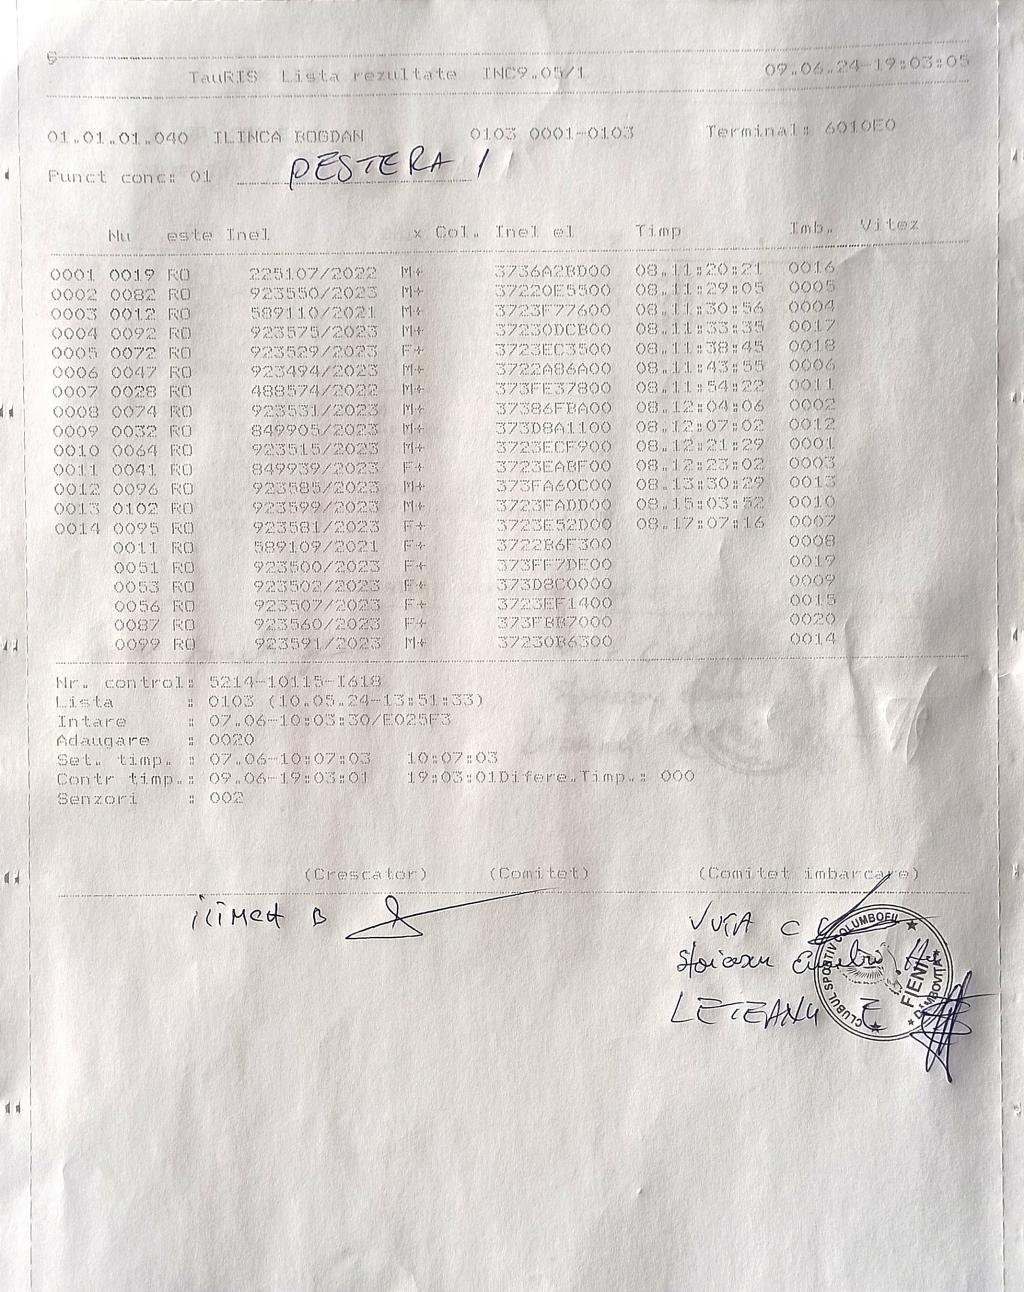 TauRIS Lista rezultate INC9.05/1 09.06.24-19:03:05
01.01.01.040 ILINCA BOGDAN 0103 0001-0103 Terminal: 6010E0
Punct conc: 01 PESTERA 1
Nu este Inel x Col. Inel el Timp Imb. Vitez
0001 0019 RO 225107/2022 M+ 3736A2BD00 08.11:20:21 0016
0002 0082 RO 923550/2023 M+ 37220E5500 08.11:29:05 0005
0003 0012 RO 589110/2021 M+ 3723F77600 08.11:30:56 0004
0004 0092 RO 923575/2023 M+ 37230DCB00 08.11:33:35 0017
0005 0072 RO 923529/2023 F+ 3723EC3500 08.11:38:45 0018
0006 0047 RO 923494/2023 M+ 3722A86A00 08.11:43:55 0006
0007 0028 RO 488574/2022 M+ 373FE37800 08.11:54:22 0011
0008 0074 RO 923531/2023 M+ 37386FBA00 08.12:04:06 0002
0009 0032 RO 849905/2023 M+ 373D8A1100 08.12:07:02 0012
0010 0064 RO 923515/2023 M+ 3723ECF900 08.12:21:29 0001
0011 0041 RO 849939/2023 F+ 3723EABF00 08.12:23:02 0003
0012 0096 RO 923585/2023 M+ 373FA60C00 08.13:30:29 0013
0013 0102 RO 923599/2023 M+ 3723FADD00 08.15:03:52 0010
0014 0095 RO 923581/2023 F+ 3723E52D00 08.17:07:16 0007
0011 RO 589109/2021 F+ 3722B6F300 0008
0051 RO 923500/2023 F+ 373FF7DE00 0019
0053 RO 923502/2023 F+ 373D8C0000 0009
0056 RO 923507/2023 F+ 3723EF1400 0015
0087 RO 923560/2023 F+ 373FBB7000 0020
0099 RO 923591/2023 M+ 37230B6300 0014
Nr. control: 5214-10115-I618
Lista : 0103 (10.05.24-13:51:33)
Intare : 07.06-10:03:30/E025F3
Adaugare : 0020
Set. timp. : 07.06-10:07:03 10:07:03
Contr timp.: 09.06-19:03:01 19:03:01Difere.Timp.: 000
Senzori : 002
(Crescator) (Comitet) (Comitet imbarcare)
ILINCA B
VUTA C
LETEANU E
CLUBUL SPORTIV COLUMBOFIL
FIENI
DAMBOVITA